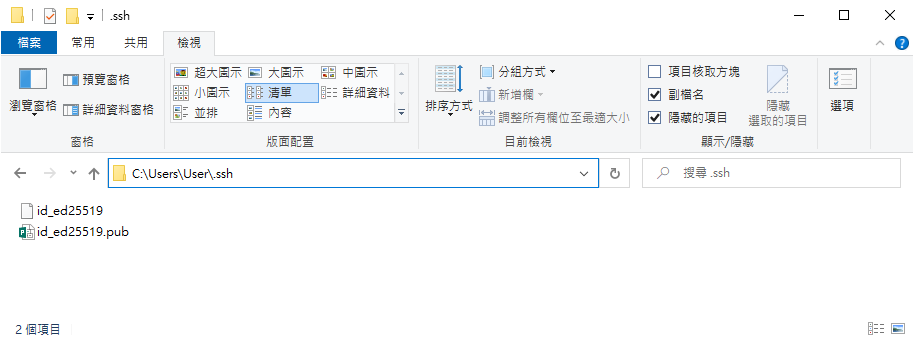 .ssh
檔案 常用 共用 檢視
瀏覽窗格
預覽窗格
詳細資料窗格
窗格
超大圖示 大圖示 中圖示
小圖示 清單 詳細資料
並排 內容
版面配置
排序方式
分組方式
新增欄
調整所有欄位至最適大小
目前檢視
項目核取方塊
副檔名
隱藏的項目
隱藏
選取的項目
顯示/隱藏
選項
C:\Users\User\.ssh
搜尋 .ssh
id_ed25519
id_ed25519.pub
2 個項目